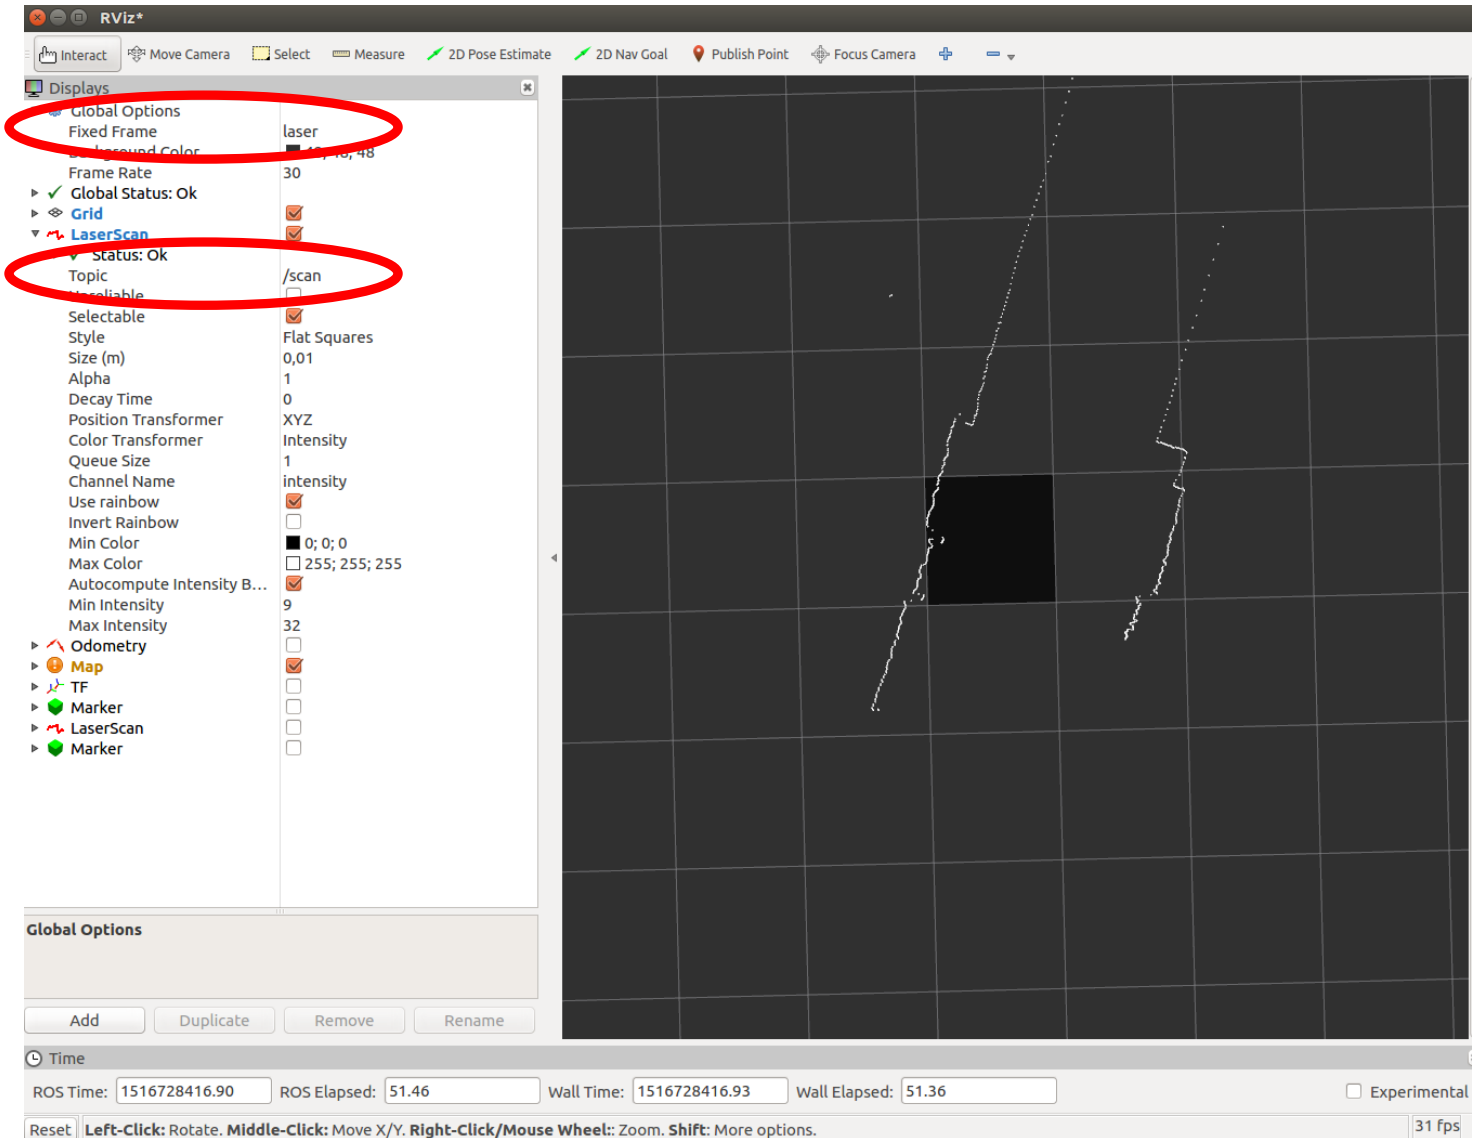 RViz*
Interact Move Camera Select Measure 2D Pose Estimate 2D Nav Goal Publish Point Focus Camera
Displays
Global Options
Fixed Frame laser
Background Color 48; 48; 48
Frame Rate 30
Global Status: Ok
Grid
LaserScan
Status: Ok
Topic /scan
Unreliable
Selectable
Style Flat Squares
Size (m) 0,01
Alpha 1
Decay Time 0
Position Transformer XYZ
Color Transformer Intensity
Queue Size 1
Channel Name intensity
Use rainbow
Invert Rainbow
Min Color 0; 0; 0
Max Color 255; 255; 255
Autocompute Intensity B...
Min Intensity 9
Max Intensity 32
Odometry
Map
TF
Marker
LaserScan
Marker
Global Options
Add Duplicate Remove Rename
Time
ROS Time: 1516728416.90 ROS Elapsed: 51.46 Wall Time: 1516728416.93 Wall Elapsed: 51.36 Experimental
Reset Left-Click: Rotate. Middle-Click: Move X/Y. Right-Click/Mouse Wheel:: Zoom. Shift: More options. 31 fps